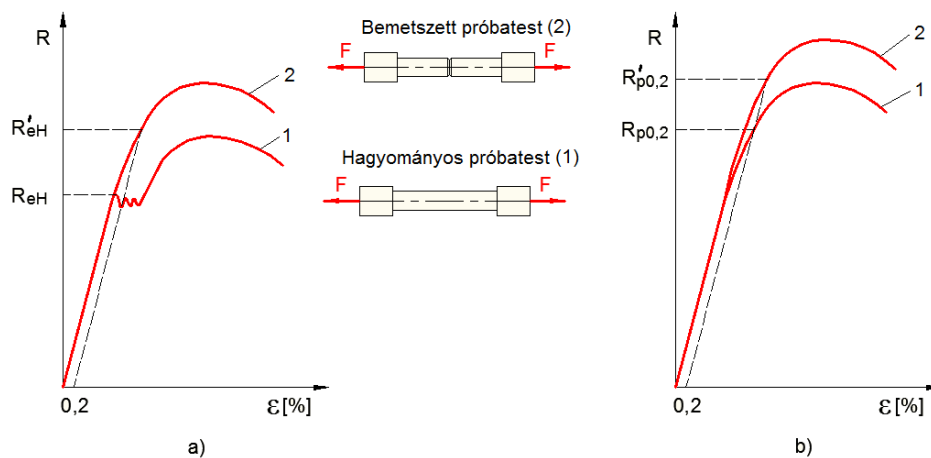 R
R'eH
ReH
2
1
0,2
ε[%]
a)
Bemetszett próbatest (2)
F F
Hagyományos próbatest (1)
F F
R
R'p0,2
Rp0,2
2
1
0,2
ε[%]
b)